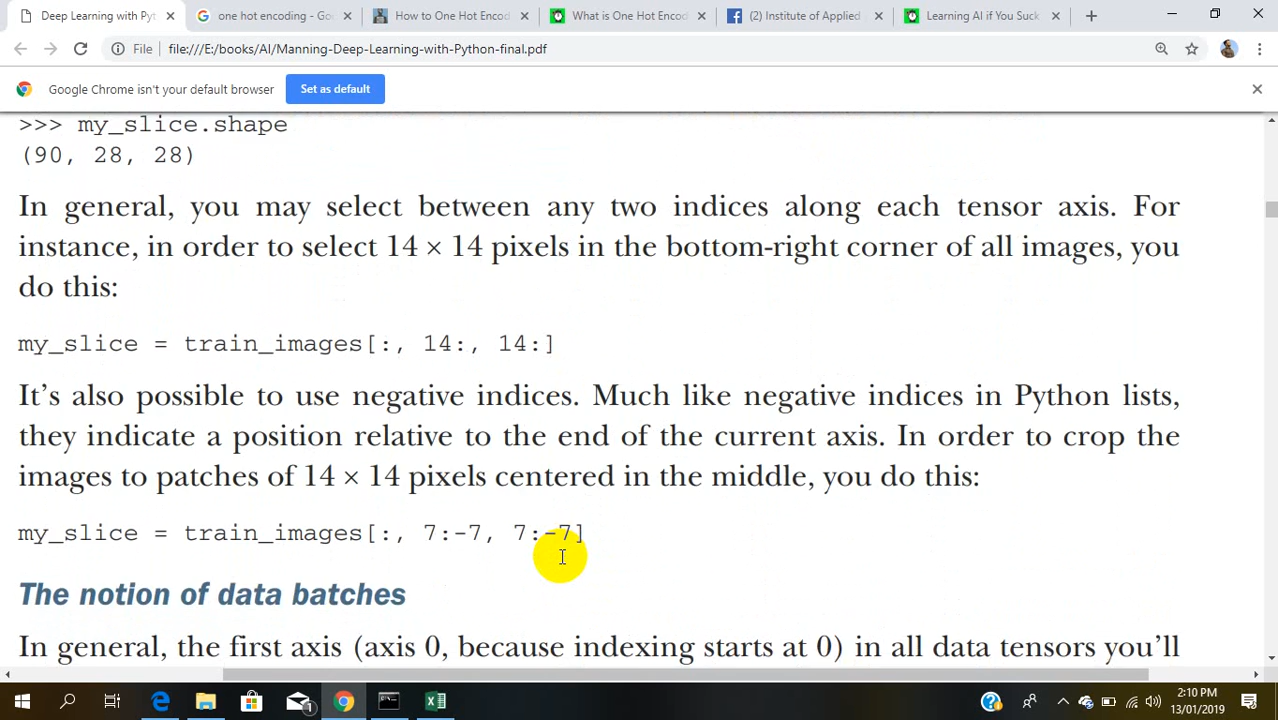 Deep Learning with Pyt
one hot encoding - Go
How to One Hot Encod
What is One Hot Encod
(2) Institute of Applied
Learning AI if You Suck
File
file:///E:/books/AI/Manning-Deep-Learning-with-Python-final.pdf
Google Chrome isn't your default browser
Set as default
>>> my_slice.shape
(90, 28, 28)
In general, you may select between any two indices along each tensor axis. For
instance, in order to select 14 × 14 pixels in the bottom-right corner of all images, you
do this:
my_slice = train_images[:, 14:, 14:]
It's also possible to use negative indices. Much like negative indices in Python lists,
they indicate a position relative to the end of the current axis. In order to crop the
images to patches of 14 × 14 pixels centered in the middle, you do this:
my_slice = train_images[:, 7:-7, 7:-7]
The notion of data batches
In general, the first axis (axis 0, because indexing starts at 0) in all data tensors you'll
2:10 PM
13/01/2019